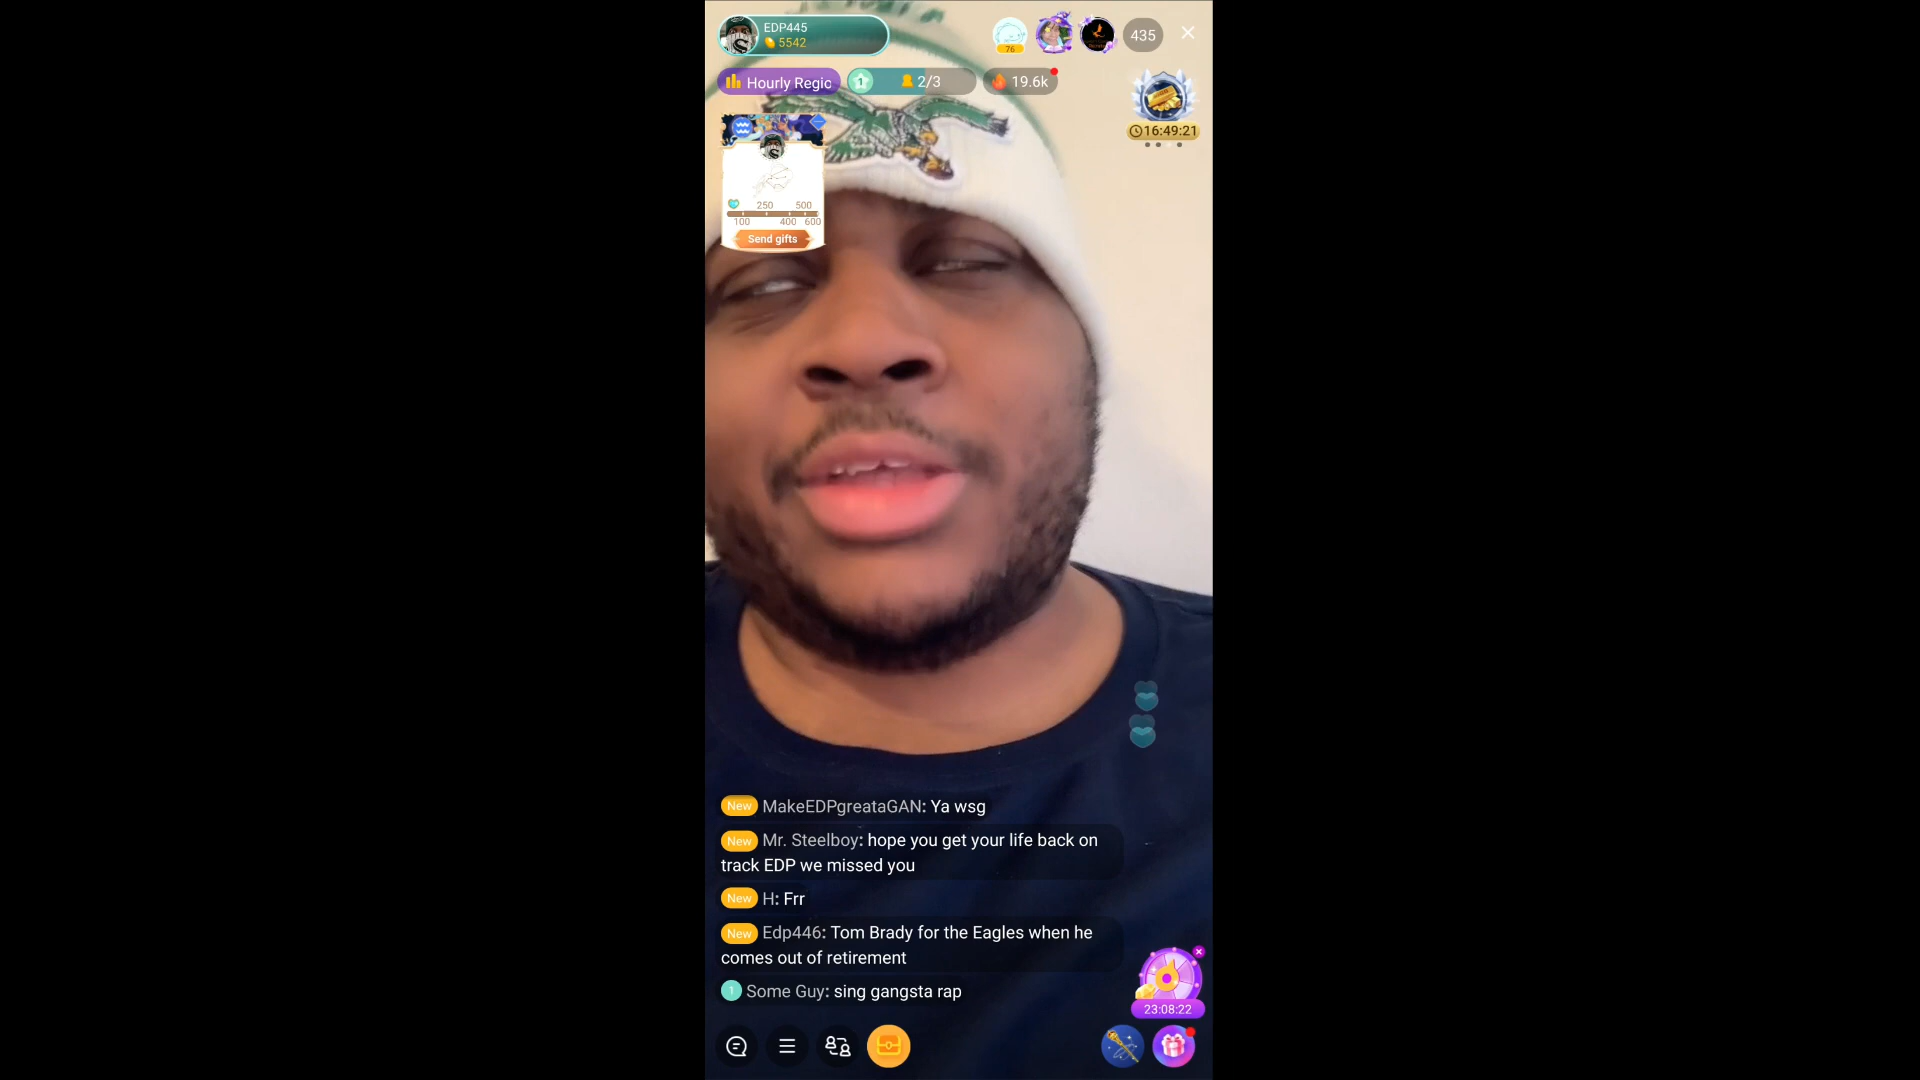 EDP445
5542
76
435
Hourly Regio
1
2/3
19.6k
16:49:21
250 500
100 400 600
Send gifts
New MakeEDPgreataGAN: Ya wsg
New Mr. Steelboy: hope you get your life back on
track EDP we missed you
New H: Frr
New Edp446: Tom Brady for the Eagles when he
comes out of retirement
1 Some Guy: sing gangsta rap
23:08:22